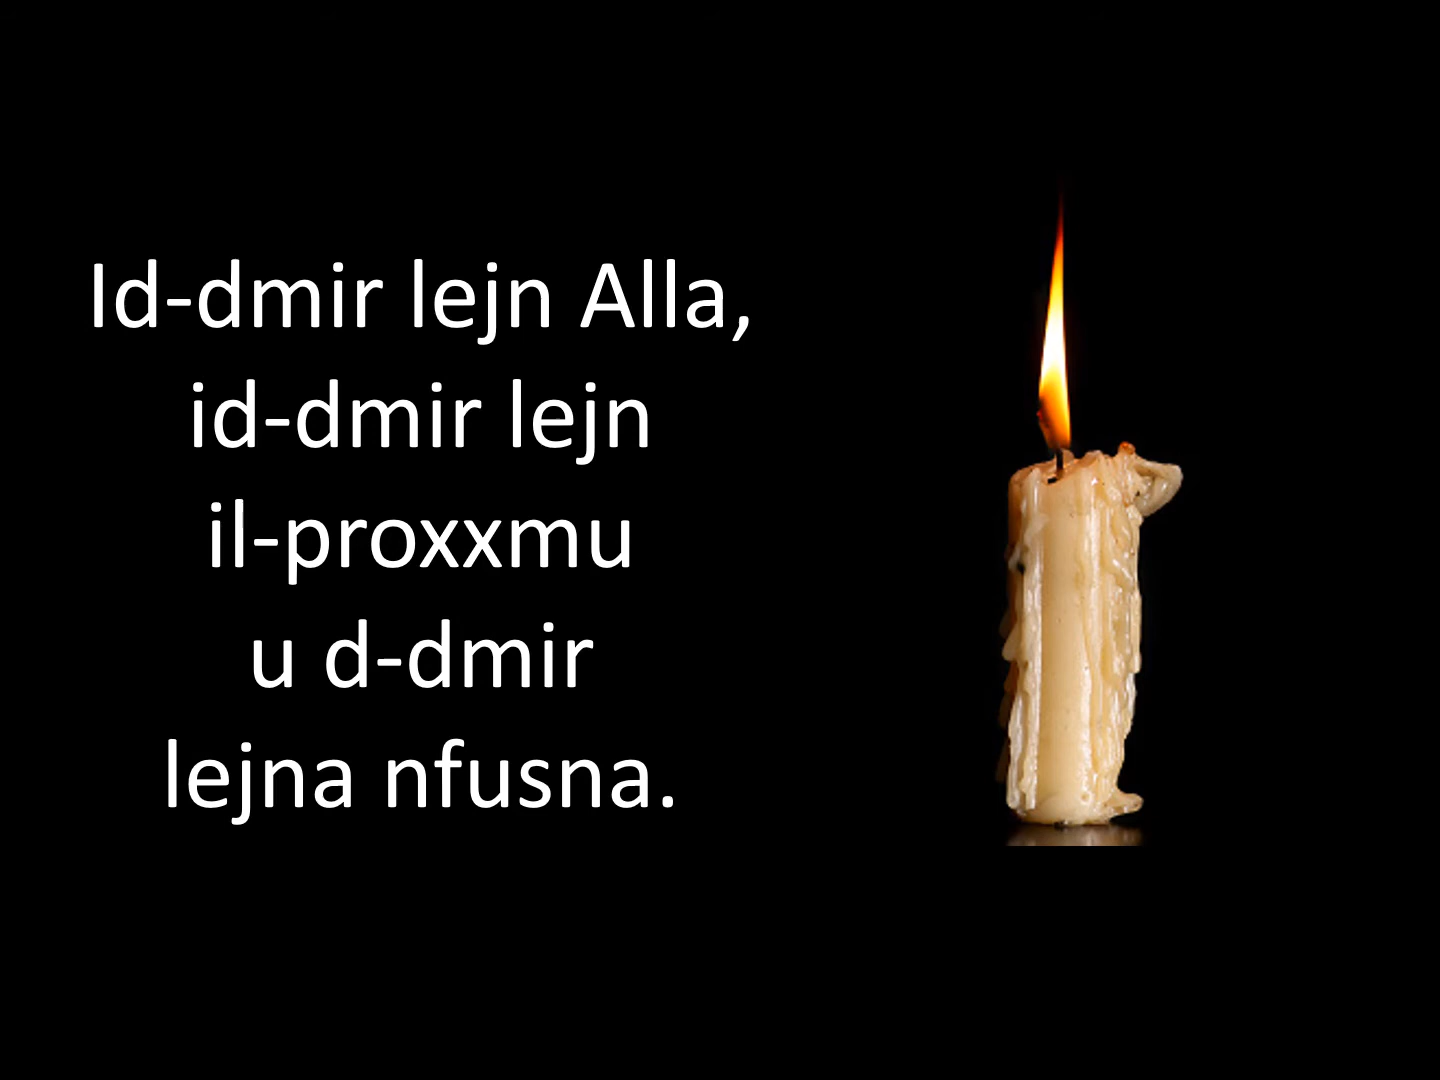 Id-dmir lejn Alla,
id-dmir lejn
il-proxxmu
u d-dmir
lejna nfusna.